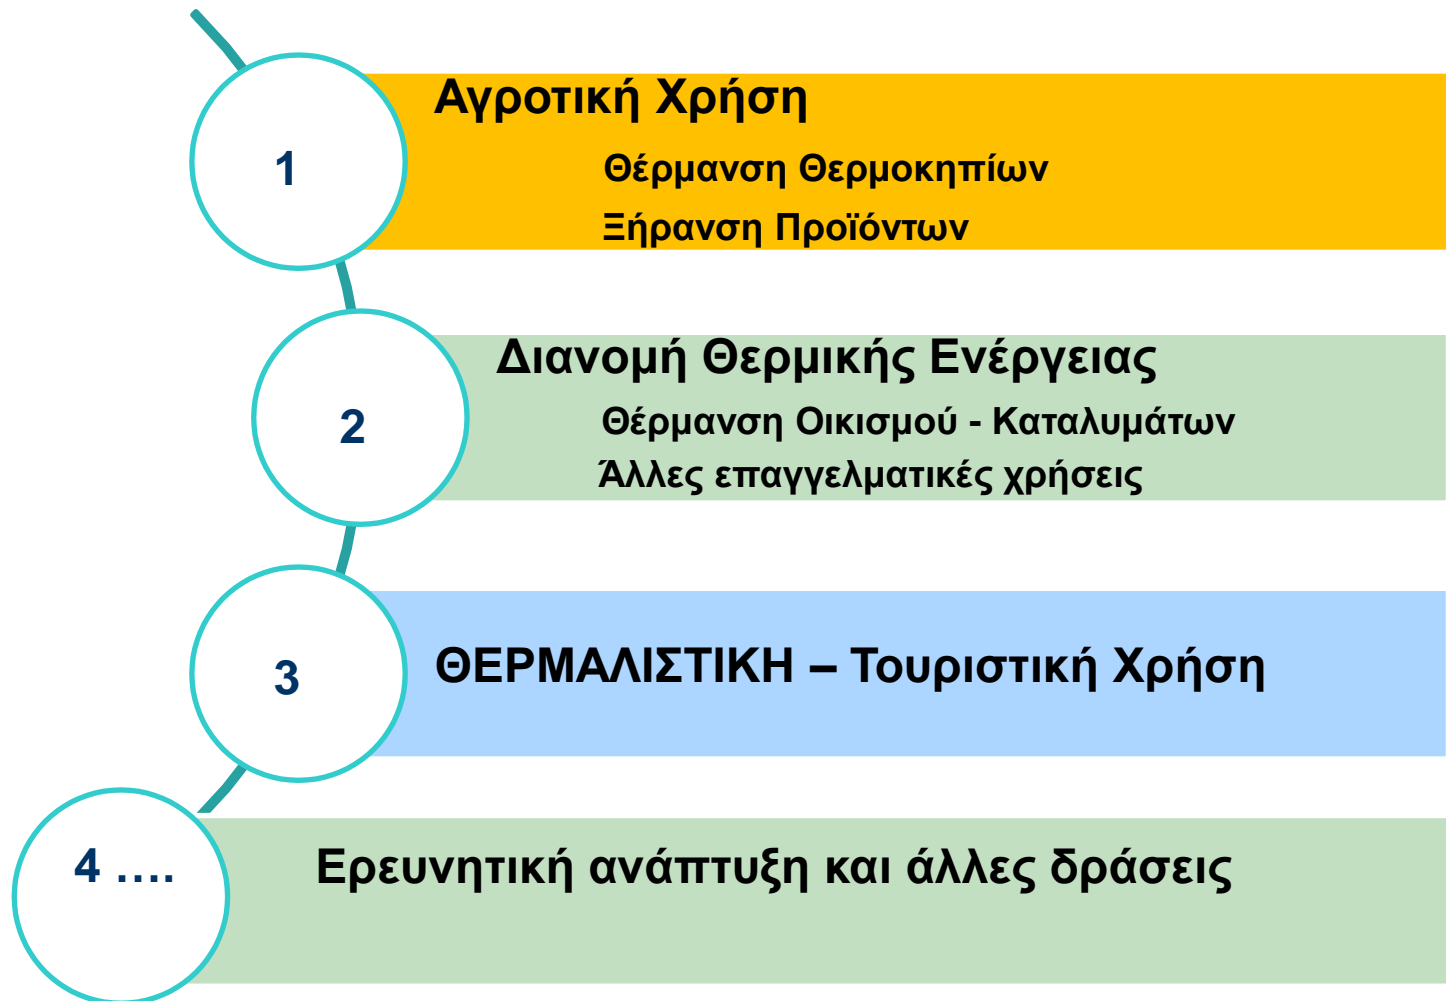 1
Αγροτική Χρήση
Θέρμανση Θερμοκηπίων
Ξήρανση Προϊόντων
2
Διανομή Θερμικής Ενέργειας
Θέρμανση Οικισμού - Καταλυμάτων
Άλλες επαγγελματικές χρήσεις
3
ΘΕΡΜΑΛΙΣΤΙΚΗ – Τουριστική Χρήση
4 ....
Ερευνητική ανάπτυξη και άλλες δράσεις